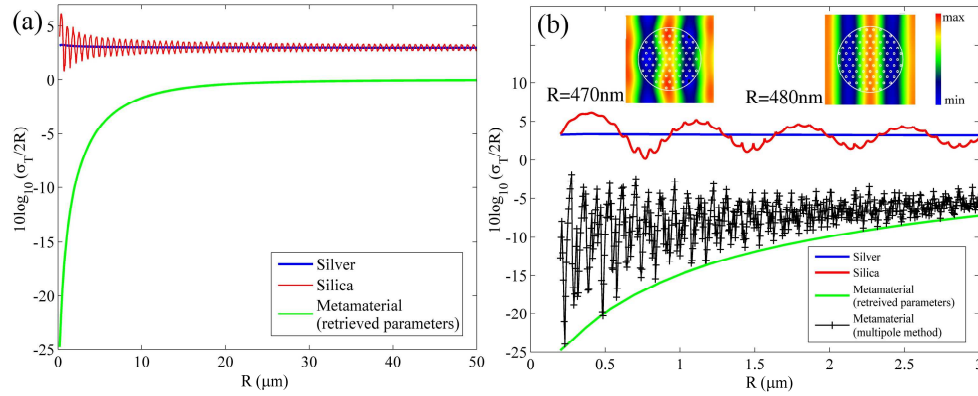 (a)
10log10 (σT/2R)
5
0
-5
-10
-15
-20
-25
0
10
20
30
40
50
R (μm)
Silver
Silica
Metamaterial
(retrieved parameters)
(b)
10log10 (σT/2R)
10
5
0
-5
-10
-15
-20
-25
0
0.5
1
1.5
2
2.5
3
R (μm)
R=470nm
R=480nm
max
min
Silver
Silica
Metamaterial
(retreived parameters)
Metamaterial
(multipole method)